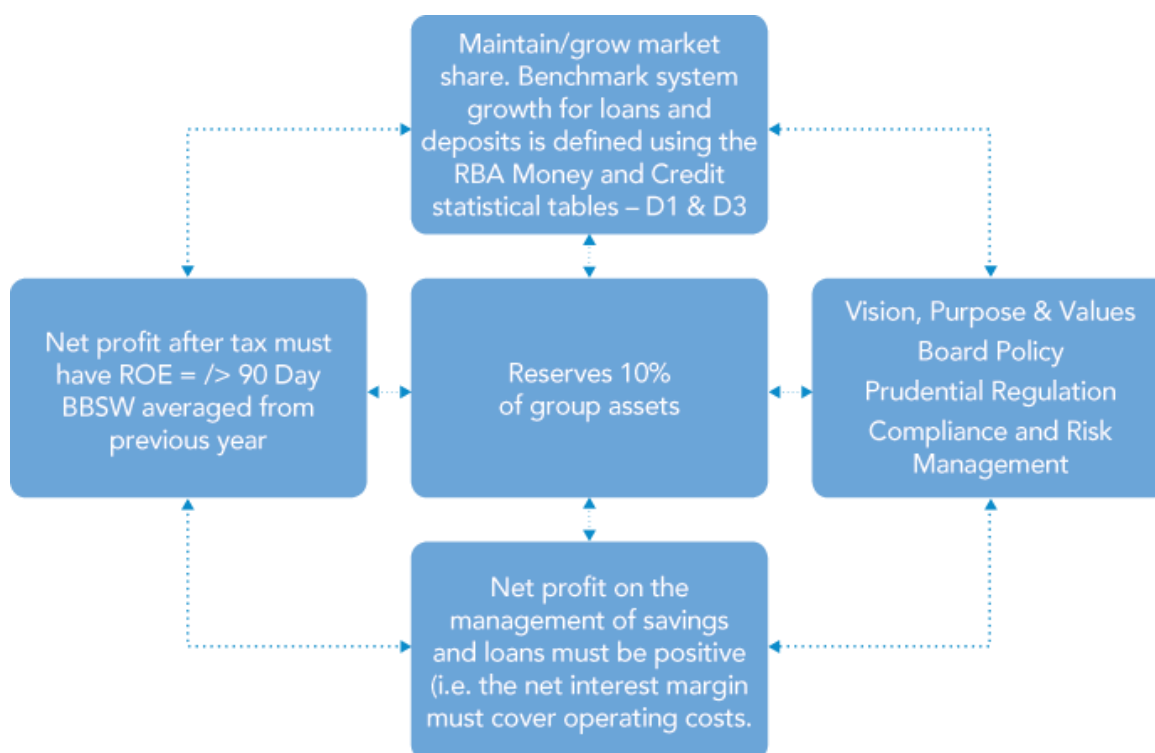 Maintain/grow market
share. Benchmark system
growth for loans and
deposits is defined using the
RBA Money and Credit
statistical tables – D1 & D3
Net profit after tax must
have ROE = /> 90 Day
BBSW averaged from
previous year
Reserves 10%
of group assets
Vision, Purpose & Values
Board Policy
Prudential Regulation
Compliance and Risk
Management
Net profit on the
management of savings
and loans must be positive
(i.e. the net interest margin
must cover operating costs.